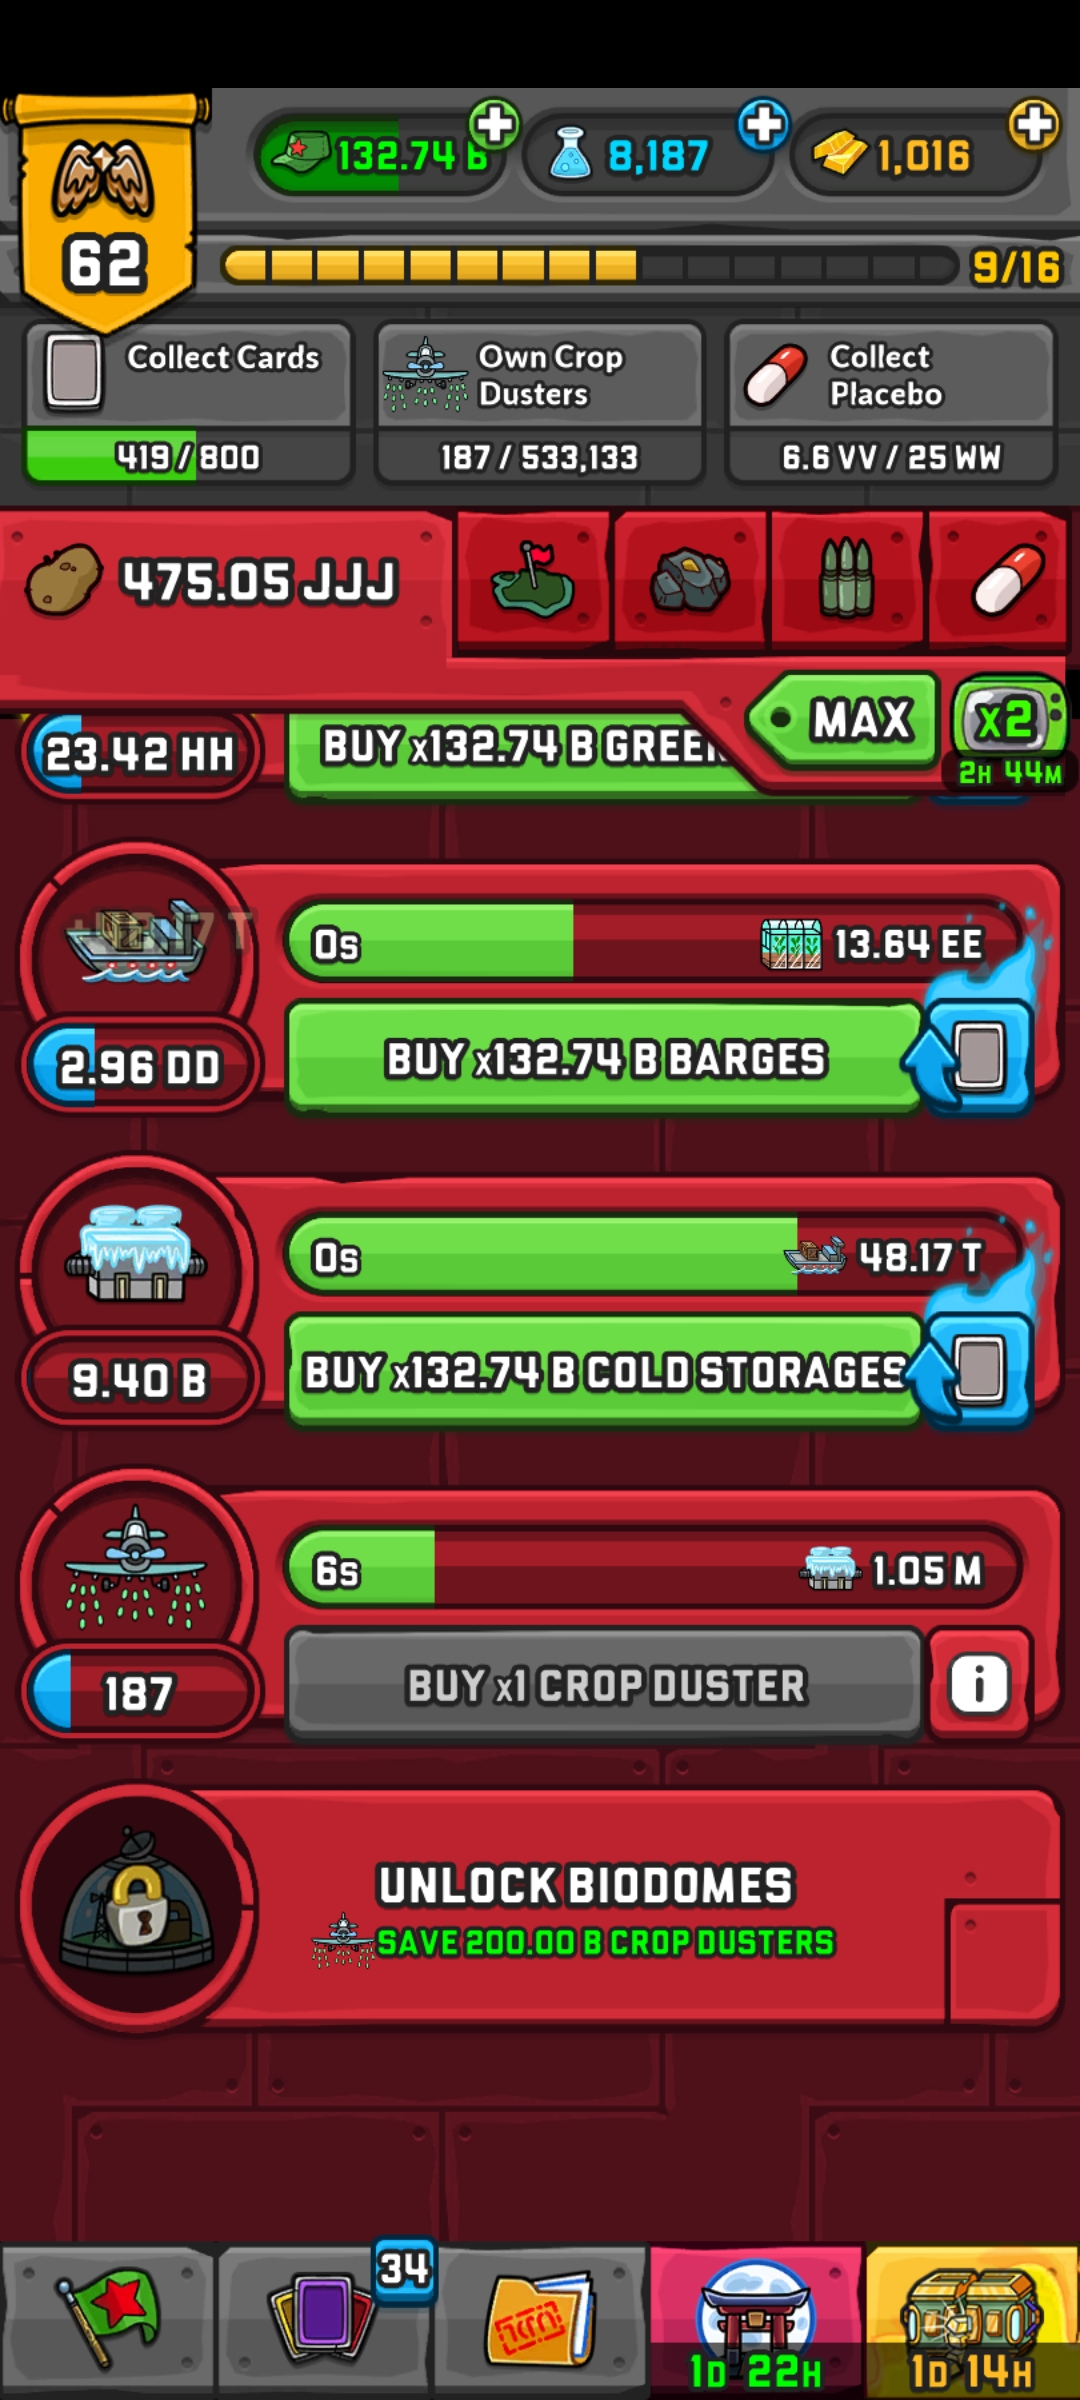 132.74 B
8,187
1,016
62
9/16
Collect Cards
419 / 800
Own Crop
Dusters
187 / 533,133
Collect
Placebo
6.6 VV / 25 WW
475.05 JJJ
MAX
x2
2H 44M
23.42 HH
BUY x132.74 B GREE
0s
13.64 EE
2.96 DD
BUY x132.74 B BARGES
0s
48.17 T
9.40 B
BUY x132.74 B COLD STORAGES
6s
1.05 M
187
BUY x1 CROP DUSTER
i
UNLOCK BIODOMES
SAVE 200.00 B CROP DUSTERS
34
1D 22H
1D 14H